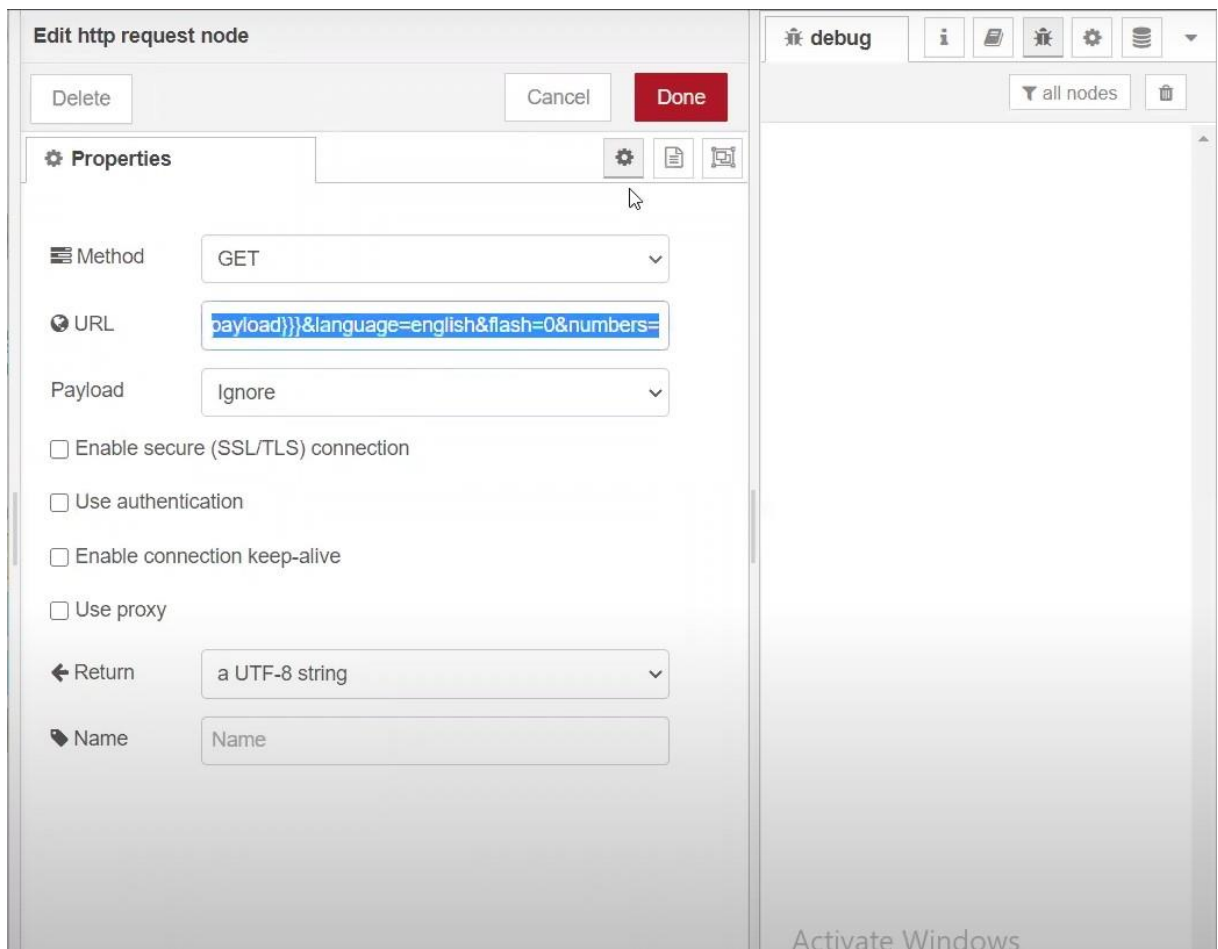 Edit http request node
Delete
Cancel
Done
Properties
Method
GET
URL
payload}}}&language=english&flash=0&numbers=
Payload
Ignore
Enable secure (SSL/TLS) connection
Use authentication
Enable connection keep-alive
Use proxy
Return
a UTF-8 string
Name
Name
debug
i
all nodes
Activate Windows